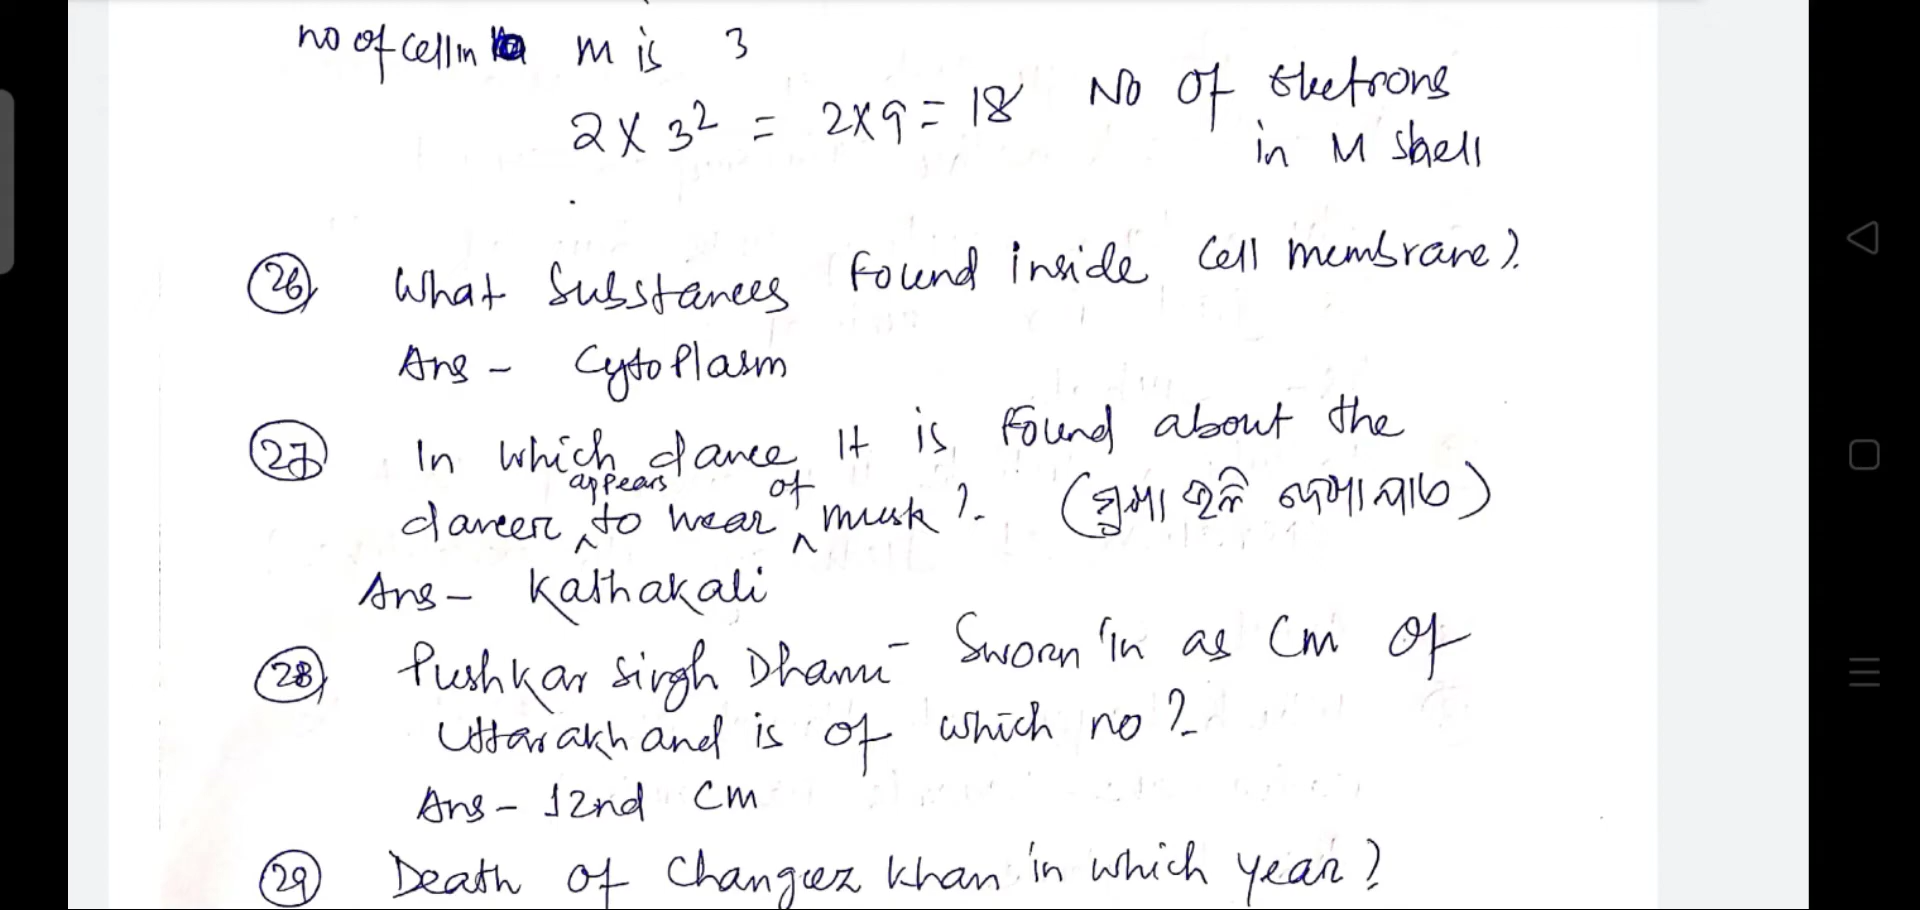 no of cell in m is 3
2 X 3² = 2x9 = 18 No of electrons
in M shell
26 What Substances Found inside Cell membrane?
Ans - Cytoplasm
27 In which dance It is found about the
dancer appears to wear of musk? ( ମୁଖା
Ans - Kathakali
28 Pushkar Singh Dhami - Sworn in as CM Of
Uttarakhand is of which no ?
Ans - 12nd CM
29 Death of Changez Khan in which year?